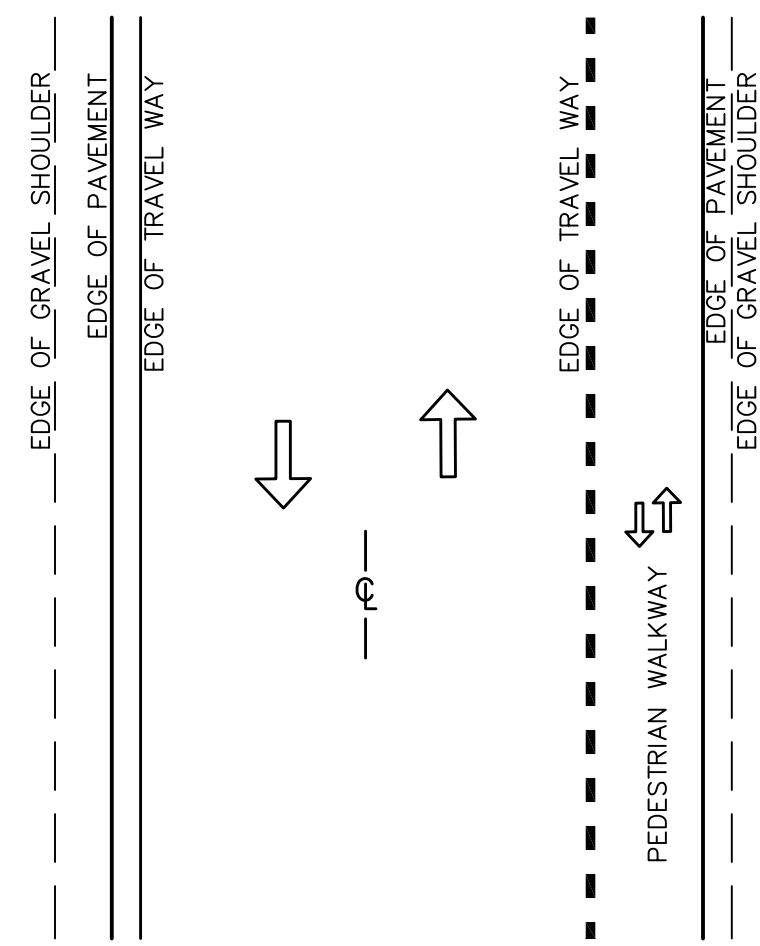 EDGE OF GRAVEL SHOULDER
EDGE OF PAVEMENT
EDGE OF TRAVEL WAY
EDGE OF TRAVEL WAY
EDGE OF PAVEMENT
EDGE OF GRAVEL SHOULDER
℄
PEDESTRIAN WALKWAY